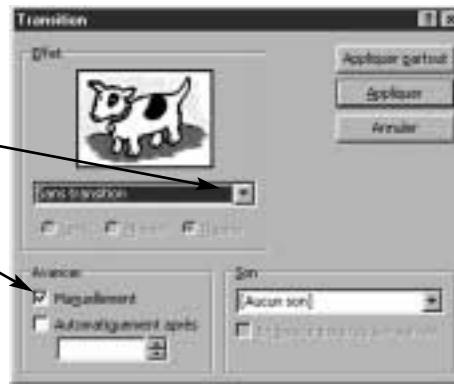 Transition
Effet
Appliquer partout
Appliquer
Annuler
Sans transition
Avancer
Manuellement
Automatiquement après
Son
[Aucun son]